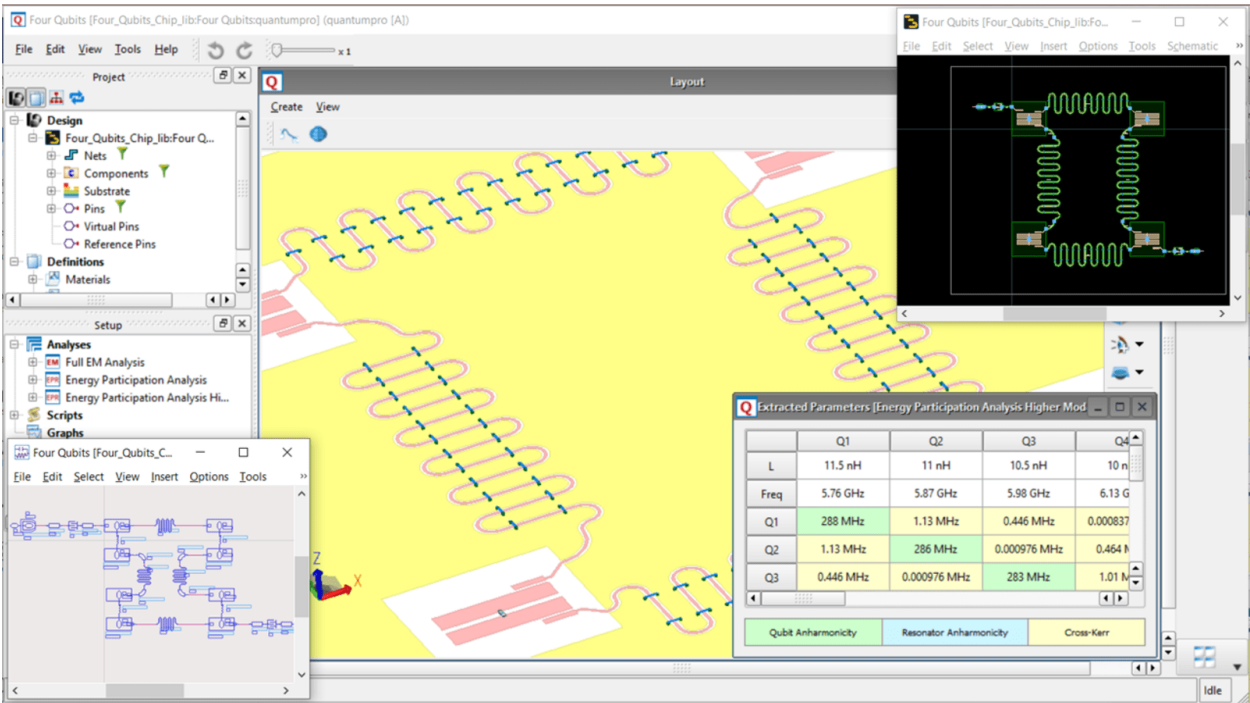 Four Qubits [Four_Qubits_Chip_lib:Four Qubits:quantumpro] (quantumpro [A])
File Edit View Tools Help
x 1
Project
Design
Four_Qubits_Chip_lib:Four Q...
Nets
Components
Substrate
Pins
Virtual Pins
Reference Pins
Definitions
Materials
Setup
Analyses
EM Full EM Analysis
EPR Energy Participation Analysis
EPR Energy Participation Analysis Hi...
Scripts
Graphs
Q Layout
Create View
Z
X
Four Qubits [Four_Qubits_Chip_lib:Fo...
File Edit Select View Insert Options Tools Schematic »
Four Qubits [Four_Qubits_C...
File Edit Select View Insert Options Tools »
Q Extracted Parameters [Energy Participation Analysis Higher Mod
Q1 Q2 Q3 Q4
L 11.5 nH 11 nH 10.5 nH 10 n
Freq 5.76 GHz 5.87 GHz 5.98 GHz 6.13 G
Q1 288 MHz 1.13 MHz 0.446 MHz 0.000837
Q2 1.13 MHz 286 MHz 0.000976 MHz 0.464 M
Q3 0.446 MHz 0.000976 MHz 283 MHz 1.01 M
Qubit Anharmonicity Resonator Anharmonicity Cross-Kerr
Idle